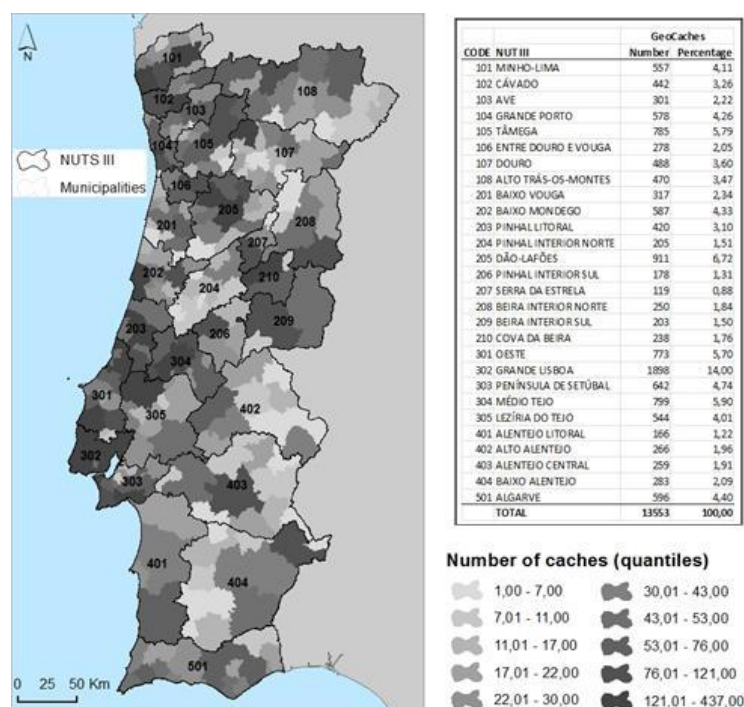 N
NUTS III
Municipalities
101
102
103
108
104
105
107
106
205
201
208
207
202
210
204
209
203
206
304
301
305
402
302
303
403
401
404
501
0 25 50 Km
GeoCaches
CODE NUT III Number Percentage
101 MINHO-LIMA 557 4,11
102 CÁVADO 442 3,26
103 AVE 301 2,22
104 GRANDE PORTO 578 4,26
105 TÂMEGA 785 5,79
106 ENTRE DOURO E VOUGA 278 2,05
107 DOURO 488 3,60
108 ALTO TRÁS-OS-MONTES 470 3,47
201 BAIXO VOUGA 317 2,34
202 BAIXO MONDEGO 587 4,33
203 PINHAL LITORAL 420 3,10
204 PINHAL INTERIOR NORTE 205 1,51
205 DÃO-LAFÕES 911 6,72
206 PINHAL INTERIOR SUL 178 1,31
207 SERRA DA ESTRELA 119 0,88
208 BEIRA INTERIOR NORTE 250 1,84
209 BEIRA INTERIOR SUL 203 1,50
210 COVA DA BEIRA 238 1,76
301 OESTE 773 5,70
302 GRANDE LISBOA 1898 14,00
303 PENÍNSULA DE SETÚBAL 642 4,74
304 MÉDIO TEJO 799 5,90
305 LEZÍRIA DO TEJO 544 4,01
401 ALENTEJO LITORAL 166 1,22
402 ALTO ALENTEJO 266 1,96
403 ALENTEJO CENTRAL 259 1,91
404 BAIXO ALENTEJO 283 2,09
501 ALGARVE 596 4,40
TOTAL 13553 100,00
Number of caches (quantiles)
1,00 - 7,00 30,01 - 43,00
7,01 - 11,00 43,01 - 53,00
11,01 - 17,00 53,01 - 76,00
17,01 - 22,00 76,01 - 121,00
22,01 - 30,00 121,01 - 437,00